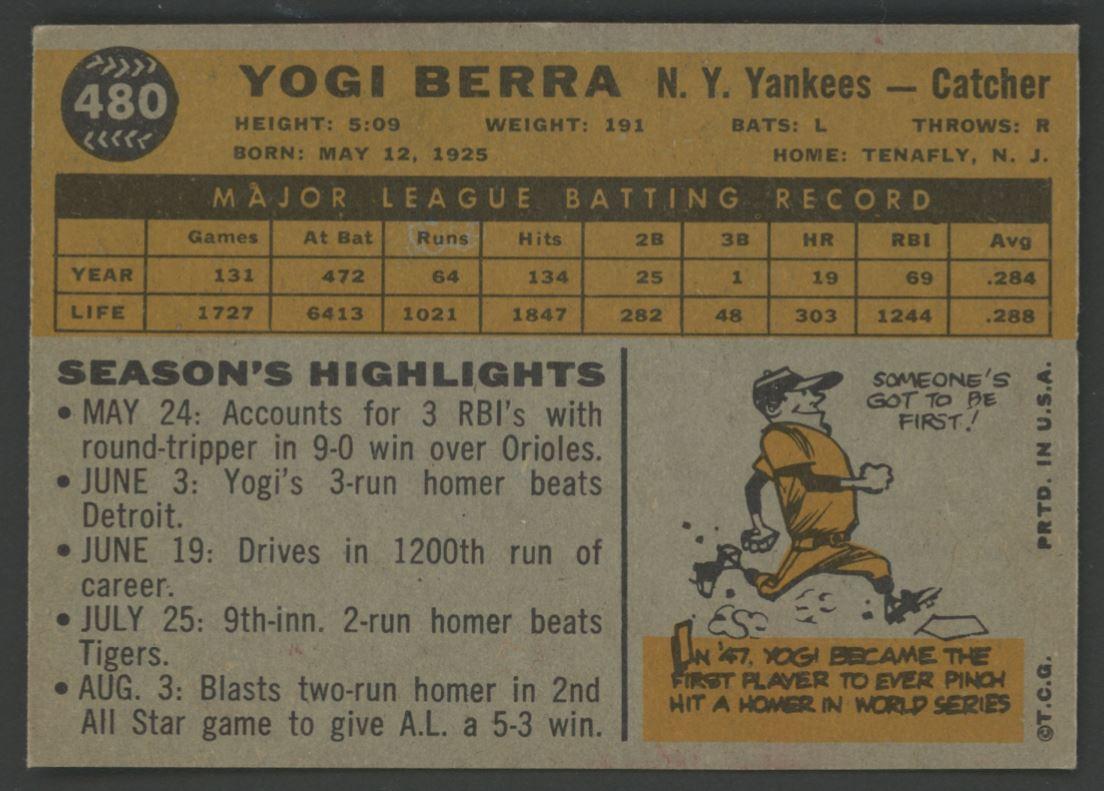 480
YOGI BERRA N. Y. Yankees — Catcher
HEIGHT: 5:09 WEIGHT: 191 BATS: L THROWS: R
BORN: MAY 12, 1925 HOME: TENAFLY, N. J.
MAJOR LEAGUE BATTING RECORD
Games At Bat Runs Hits 2B 3B HR RBI Avg
YEAR 131 472 64 134 25 1 19 69 .284
LIFE 1727 6413 1021 1847 282 48 303 1244 .288
SEASON'S HIGHLIGHTS
• MAY 24: Accounts for 3 RBI's with
round-tripper in 9-0 win over Orioles.
• JUNE 3: Yogi's 3-run homer beats
Detroit.
• JUNE 19: Drives in 1200th run of
career.
• JULY 25: 9th-inn. 2-run homer beats
Tigers.
• AUG. 3: Blasts two-run homer in 2nd
All Star game to give A.L. a 5-3 win.
SOMEONE'S
GOT TO BE
FIRST!
IN '47, YOGI BECAME THE
FIRST PLAYER TO EVER PINCH
HIT A HOMER IN WORLD SERIES
©T.C.G. PRTD. IN U.S.A.